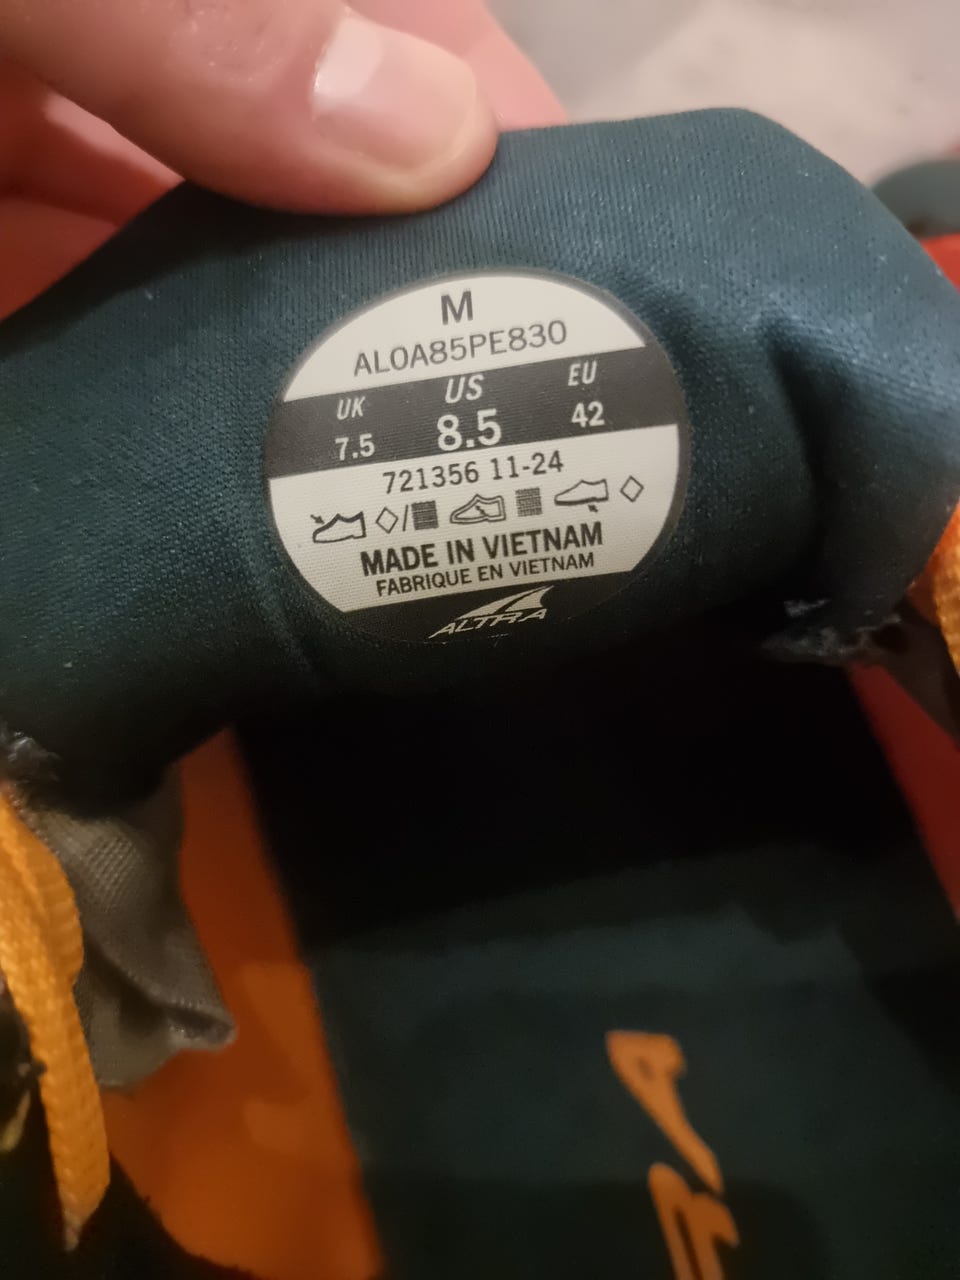 M
AL0A85PE830
UK US EU
7.5 8.5 42
721356 11-24
MADE IN VIETNAM
FABRIQUE EN VIETNAM
ALTRA